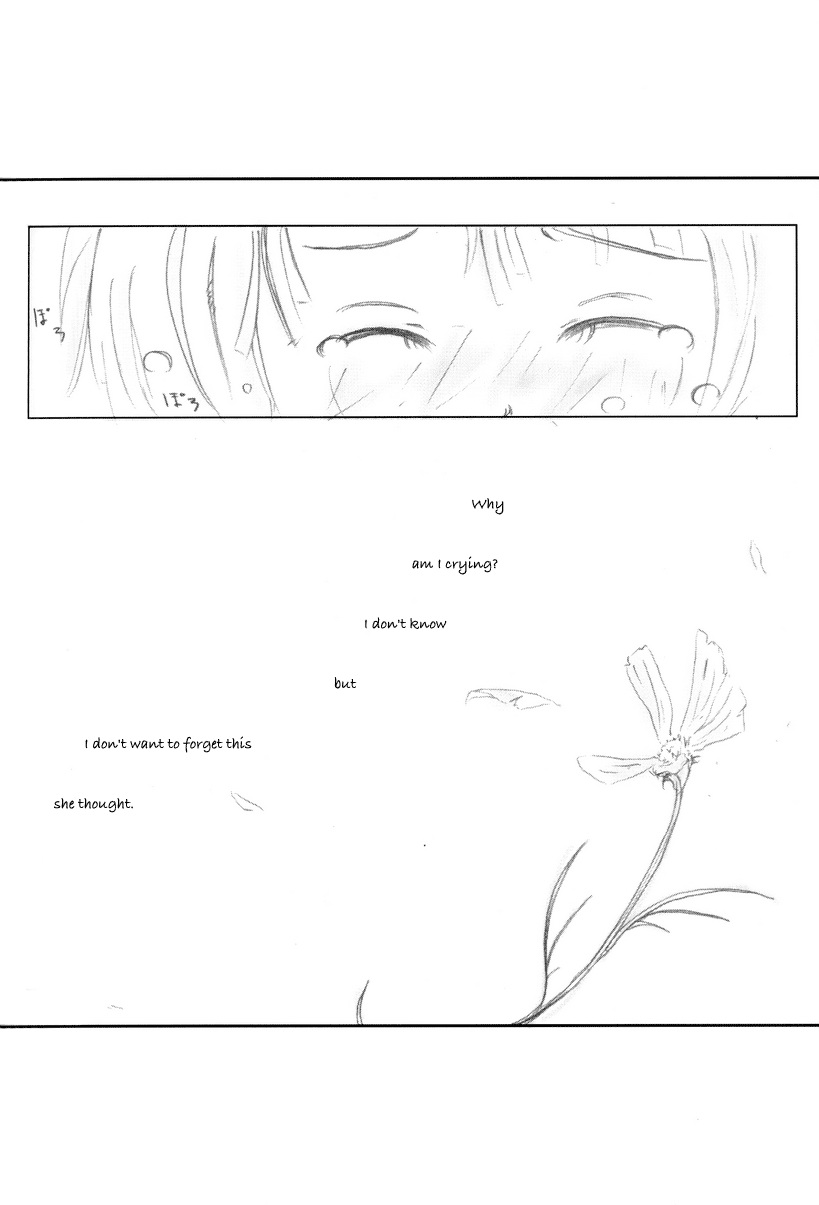 ぽろ
ぽろ
Why
am I crying?
I don't know
but
I don't want to forget this
she thought.